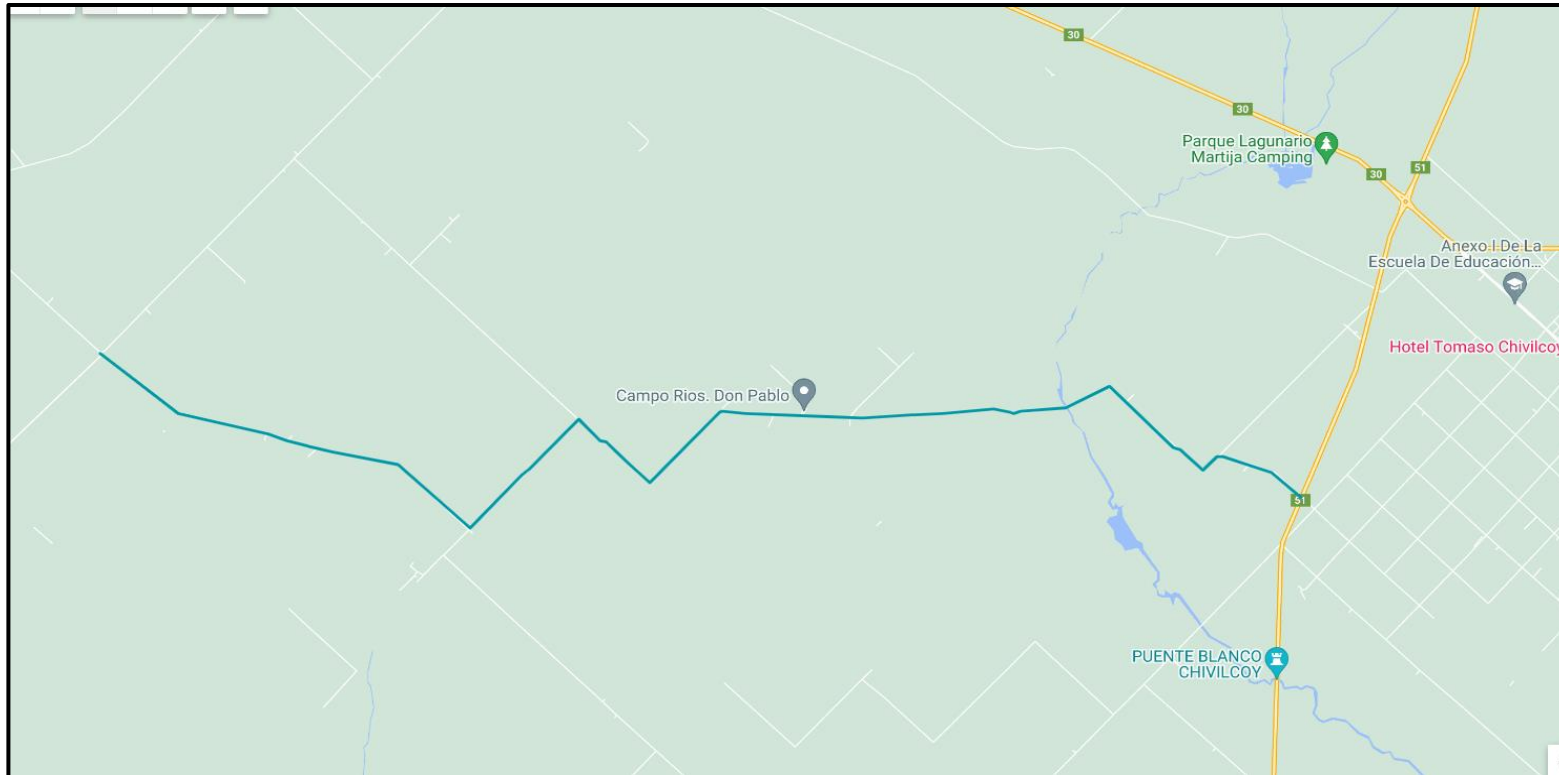 30
30
Parque Lagunario
Martija Camping
51
30
Anexo I De La
Escuela De Educación...
Hotel Tomaso Chivilcoy
Campo Rios. Don Pablo
51
PUENTE BLANCO
CHIVILCOY